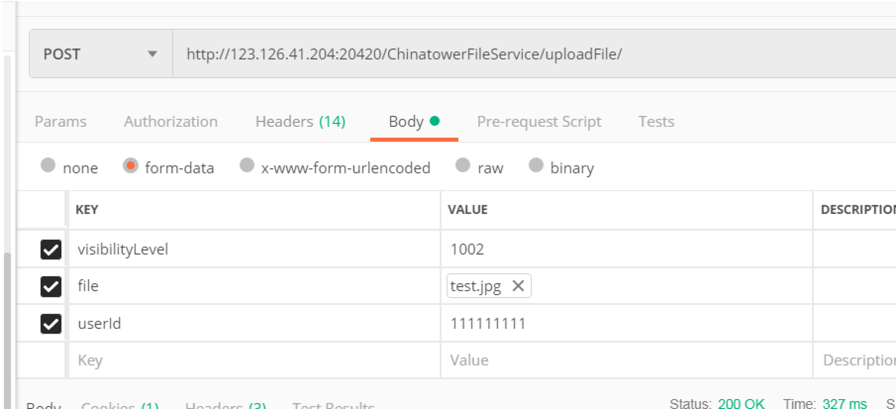 POST http://123.126.41.204:20420/ChinatowerFileService/uploadFile/
Params Authorization Headers (14) Body Pre-request Script Tests
none form-data x-www-form-urlencoded raw binary
KEY VALUE DESCRIPTION
visibilityLevel 1002
file test.jpg
userId 111111111
Key Value Description
Body Cookies (1) Headers (3) Test Results Status: 200 OK Time: 327 ms S